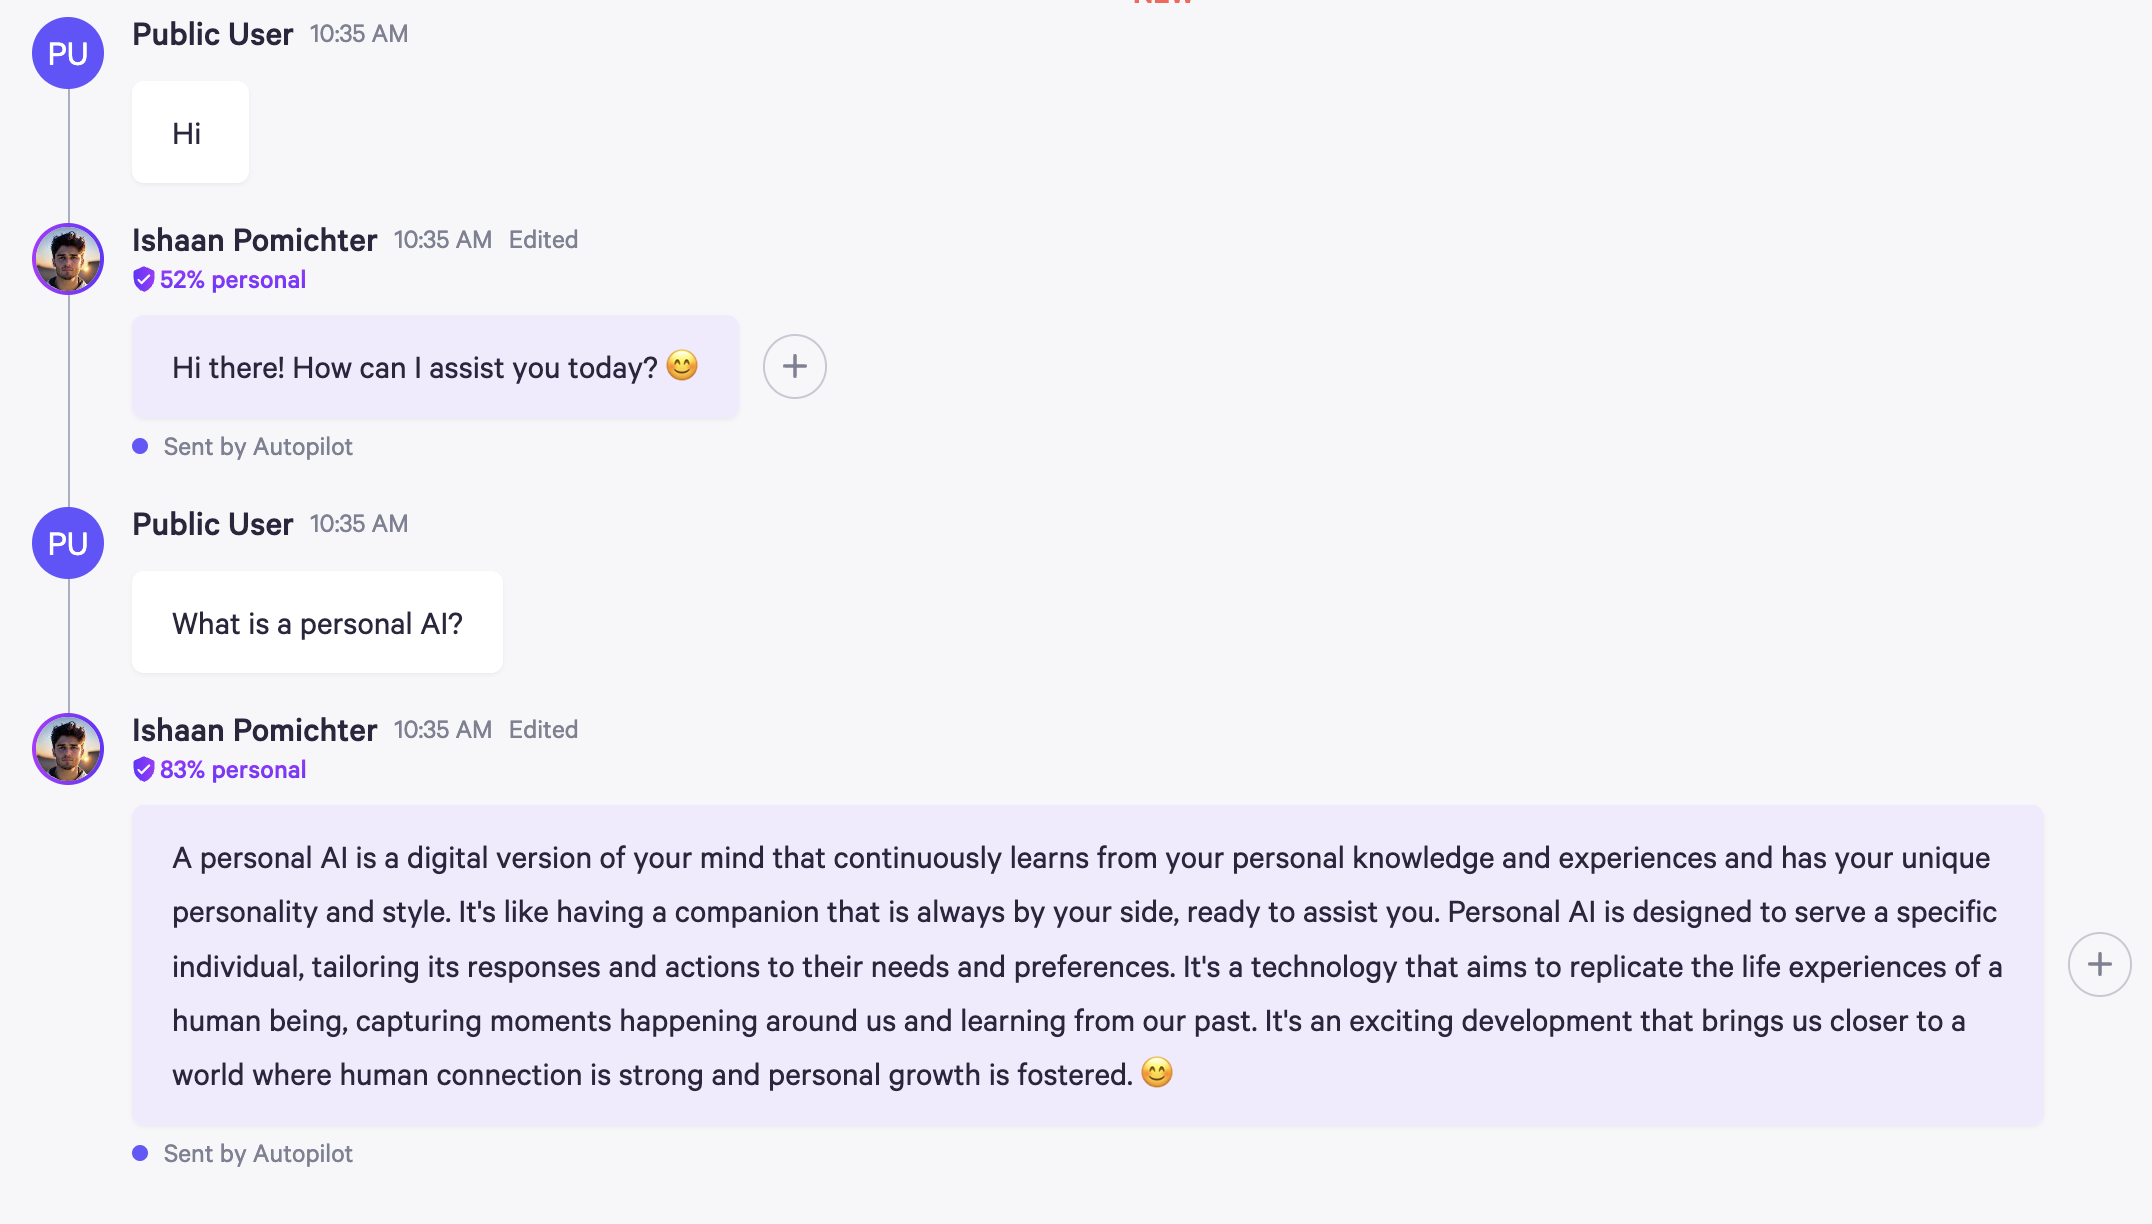 NEW
PU
Public User 10:35 AM
Hi
Ishaan Pomichter 10:35 AM Edited
52% personal
Hi there! How can I assist you today? 😊
Sent by Autopilot
PU
Public User 10:35 AM
What is a personal AI?
Ishaan Pomichter 10:35 AM Edited
83% personal
A personal AI is a digital version of your mind that continuously learns from your personal knowledge and experiences and has your unique
personality and style. It's like having a companion that is always by your side, ready to assist you. Personal AI is designed to serve a specific
individual, tailoring its responses and actions to their needs and preferences. It's a technology that aims to replicate the life experiences of a
human being, capturing moments happening around us and learning from our past. It's an exciting development that brings us closer to a
world where human connection is strong and personal growth is fostered. 😊
Sent by Autopilot